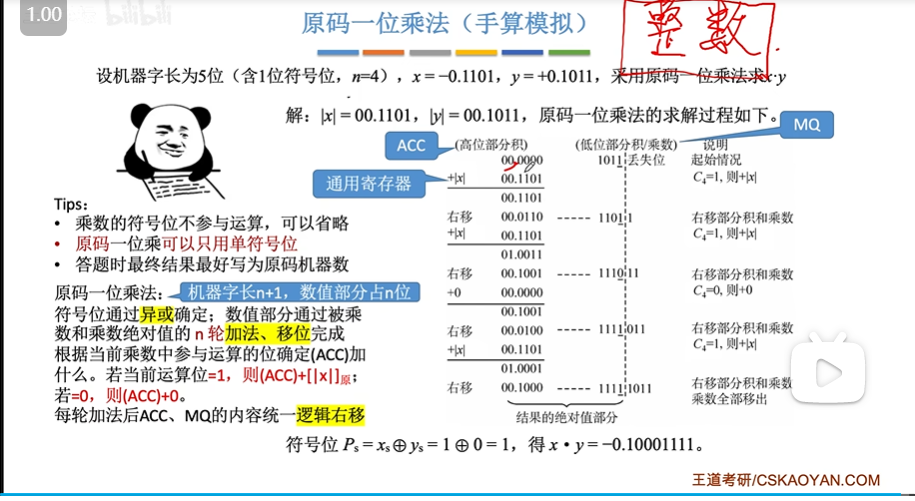 1.00
bilibili
原码一位乘法（手算模拟）
整数
设机器字长为5位（含1位符号位，n=4），x = −0.1101，y = +0.1011，采用原码一位乘法求x·y
解：|x| = 00.1101，|y| = 00.1011，原码一位乘法的求解过程如下。
MQ
ACC
(高位部分积) (低位部分积/乘数) 说明
00.0000 1011 丢失位 起始情况
通用寄存器
+|x| 00.1101 C₄=1, 则+|x|
00.1101
右移 00.0110 ----- 1101 1 右移部分积和乘数
+|x| 00.1101 C₄=1, 则+|x|
01.0011
右移 00.1001 ----- 1110 11 右移部分积和乘数
+0 00.0000 C₄=0, 则+0
00.1001
右移 00.0100 ----- 1111 011 右移部分积和乘数
+|x| 00.1101 C₄=1, 则+|x|
01.0001
右移 00.1000 ----- 1111 1011 右移部分积和乘数
乘数全部移出
结果的绝对值部分
Tips：
• 乘数的符号位不参与运算，可以省略
• 原码一位乘可以只用单符号位
• 答题时最终结果最好写为原码机器数
原码一位乘法： 机器字长n+1，数值部分占n位
符号位通过异或确定；数值部分通过被乘
数和乘数绝对值的 n 轮加法、移位完成
根据当前乘数中参与运算的位确定(ACC)加
什么。若当前运算位=1，则(ACC)+[|x|]原；
若=0，则(ACC)+0。
每轮加法后ACC、MQ的内容统一逻辑右移
符号位 Pₛ = xₛ⊕yₛ = 1⊕0 = 1，得 x·y = −0.10001111。
王道考研/CSKAOYAN.COM